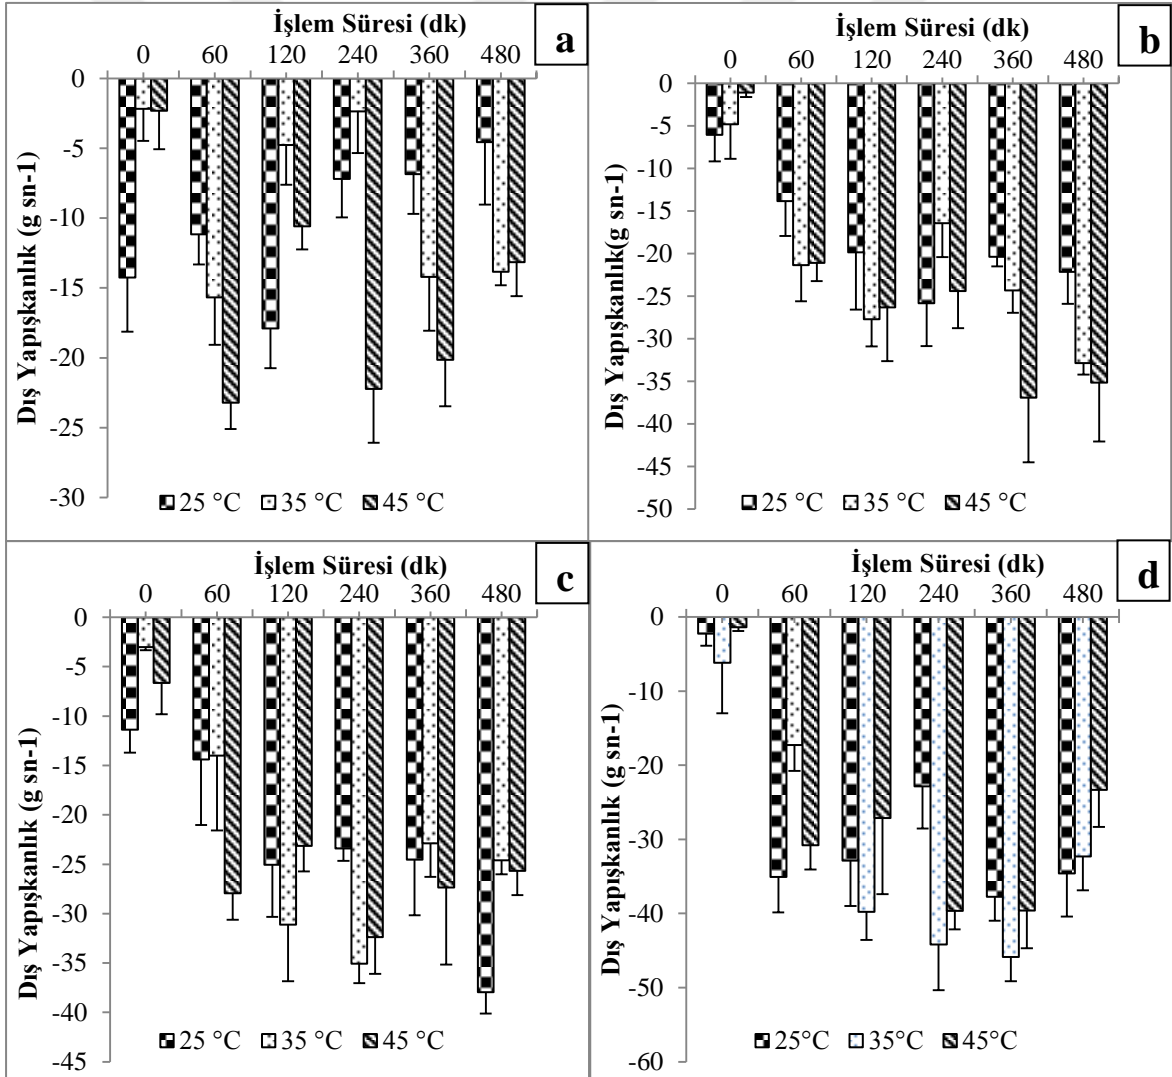 İşlem Süresi (dk)
a
0 60 120 240 360 480
0
-5
-10
-15
-20
-25
-30
Dış Yapışkanlık (g sn-1)
25 °C 35 °C 45 °C
İşlem Süresi (dk)
b
0 60 120 240 360 480
0
-5
-10
-15
-20
-25
-30
-35
-40
-45
-50
Dış Yapışkanlık(g sn-1)
25 °C 35 °C 45 °C
İşlem Süresi (dk)
c
0 60 120 240 360 480
0
-5
-10
-15
-20
-25
-30
-35
-40
-45
Dış Yapışkanlık (g sn-1)
25 °C 35 °C 45 °C
İşlem Süresi (dk)
d
0 60 120 240 360 480
0
-10
-20
-30
-40
-50
-60
Dış Yapışkanlık (g sn-1)
25°C 35°C 45°C